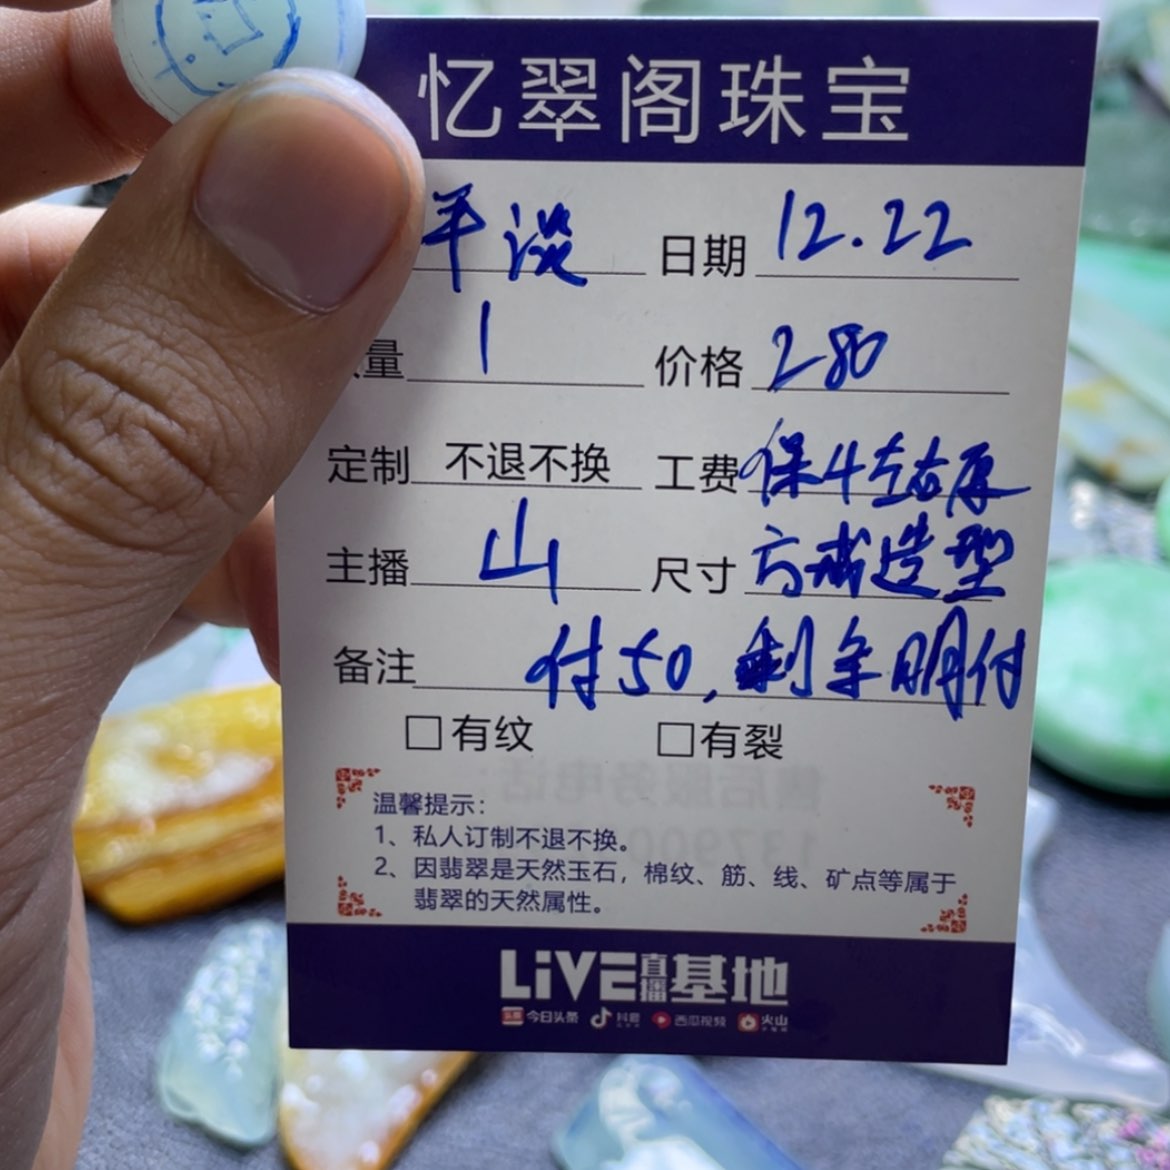 忆翠阁珠宝
平淡 日期 12.22
量 1 价格 280
定制 不退不换 工费 保4左右厚
主播 山 尺寸 方戒造型
备注 付50,剩余明付
□有纹 □有裂
温馨提示:
1、私人订制不退不换。
2、因翡翠是天然玉石,棉纹、筋、线、矿点等属于
翡翠的天然属性。
LiVE直播基地
头条 今日头条 抖音 西瓜视频 火山